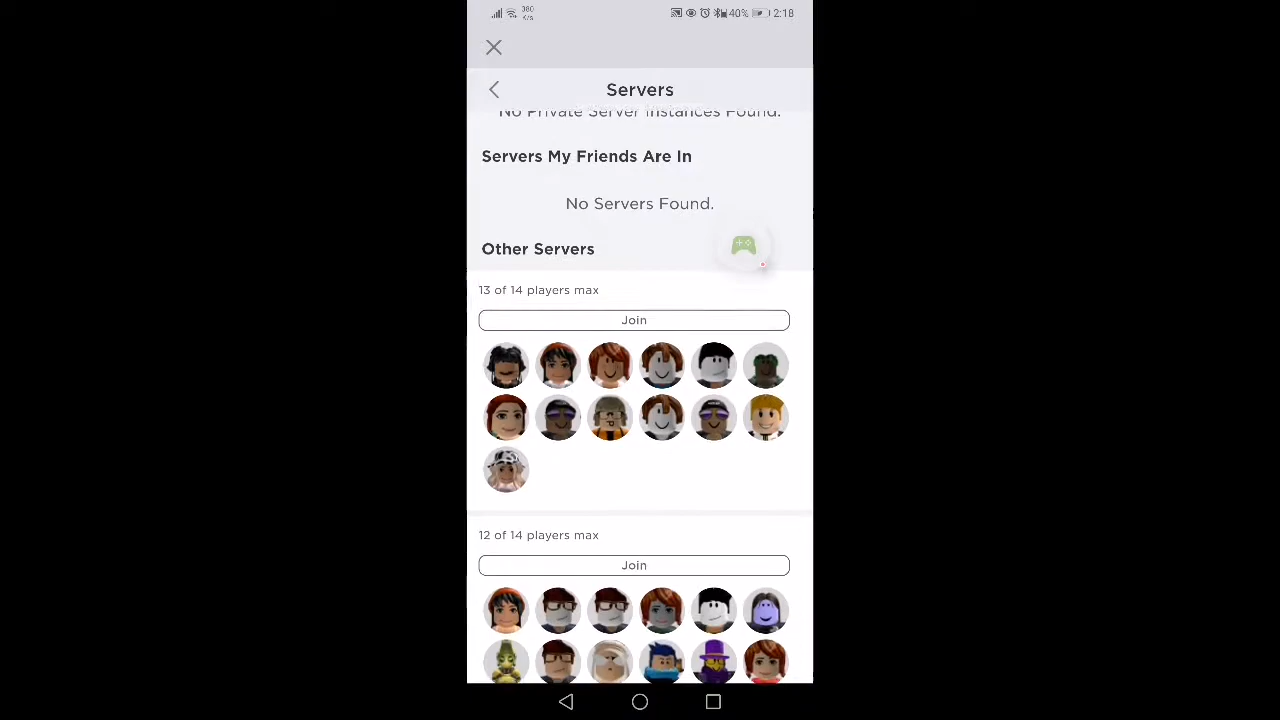 380
K/s
40%
2:18
Servers
No Private Server Instances Found.
Servers My Friends Are In
No Servers Found.
Other Servers
13 of 14 players max
Join
12 of 14 players max
Join